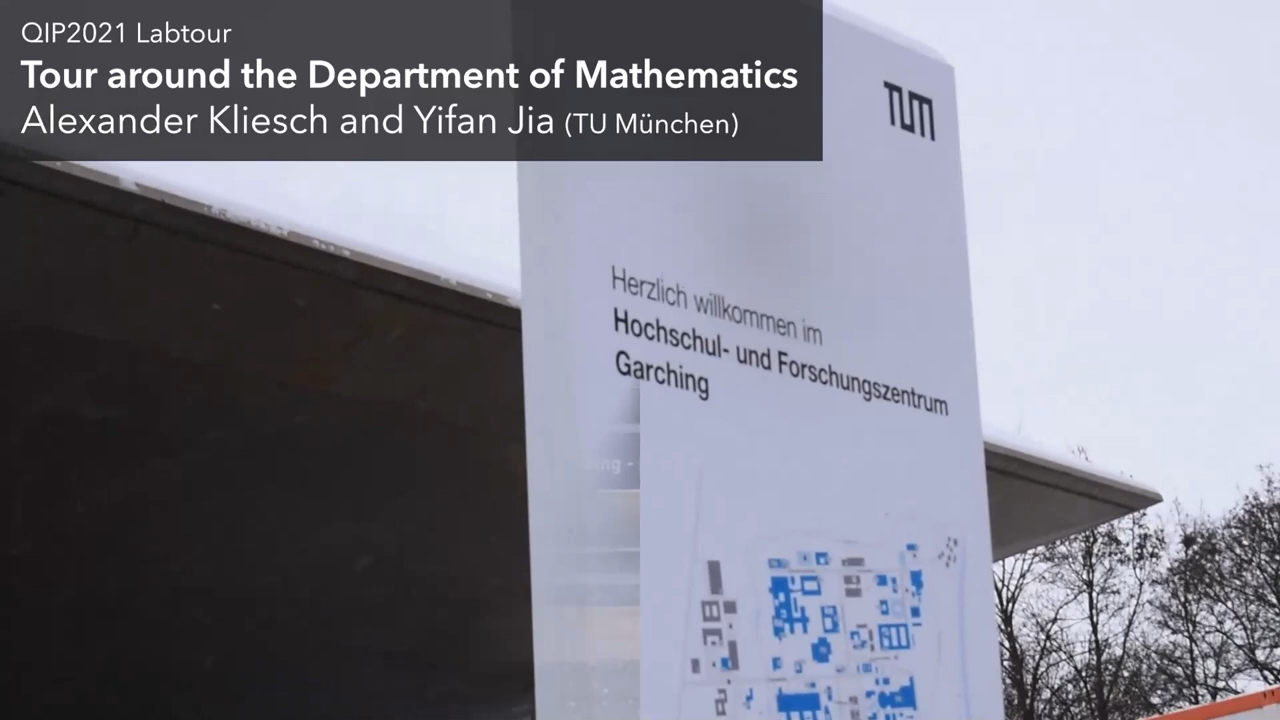 QIP2021 Labtour
Tour around the Department of Mathematics
Alexander Kliesch and Yifan Jia (TU München)
TUM
Herzlich willkommen im
Hochschul- und Forschungszentrum
Garching